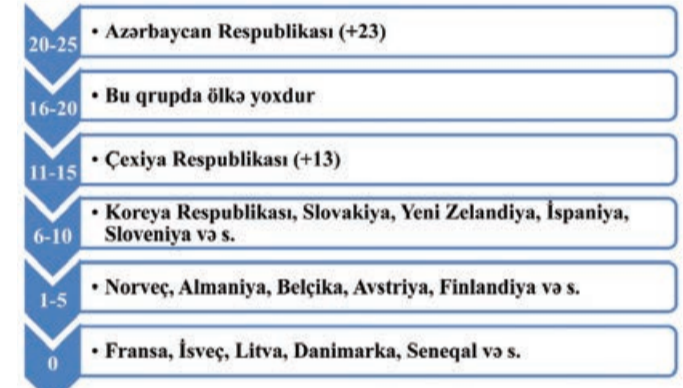 20-25
• Azərbaycan Respublikası (+23)
16-20
• Bu qrupda ölkə yoxdur
11-15
• Çexiya Respublikası (+13)
6-10
• Koreya Respublikası, Slovakiya, Yeni Zelandiya, İspaniya,
Sloveniya və s.
1-5
• Norveç, Almaniya, Belçika, Avstriya, Finlandiya və s.
0
• Fransa, İsveç, Litva, Danimarka, Seneqal və s.